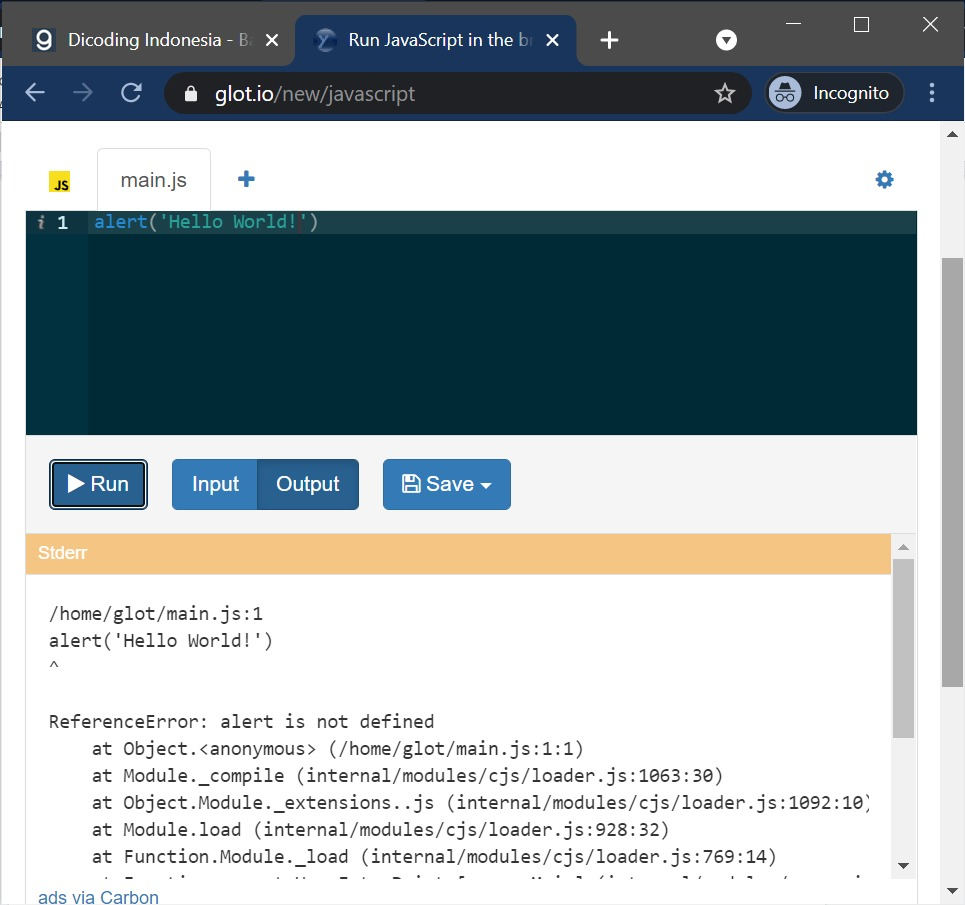 Dicoding Indonesia - B
Run JavaScript in the br
glot.io/new/javascript
Incognito
JS
main.js
i 1 alert('Hello World!')
Run
Input
Output
Save
Stderr
/home/glot/main.js:1
alert('Hello World!')
^
ReferenceError: alert is not defined
at Object.<anonymous> (/home/glot/main.js:1:1)
at Module._compile (internal/modules/cjs/loader.js:1063:30)
at Object.Module._extensions..js (internal/modules/cjs/loader.js:1092:10)
at Module.load (internal/modules/cjs/loader.js:928:32)
at Function.Module._load (internal/modules/cjs/loader.js:769:14)
ads via Carbon